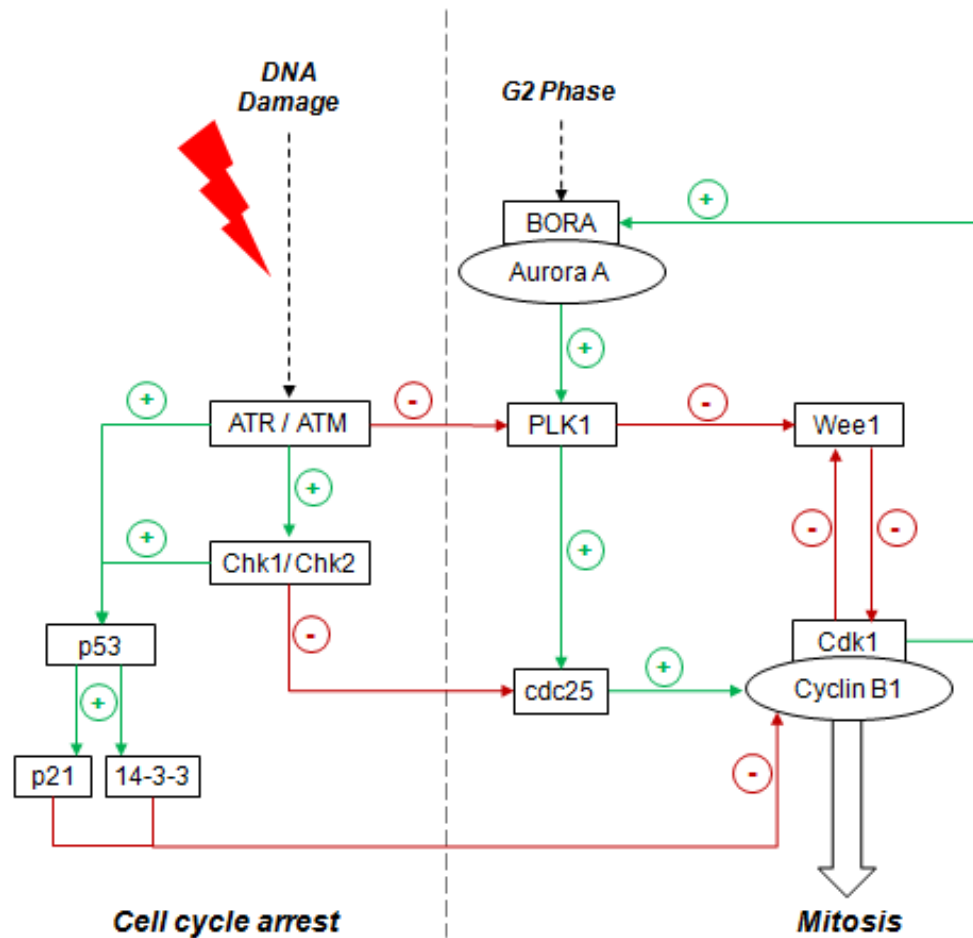 DNA
Damage
G2 Phase
+
BORA
Aurora A
+
+
-
-
ATR / ATM
PLK1
Wee1
+
+
-
-
+
Chk1/ Chk2
-
p53
Cdk1
+
+
cdc25
Cyclin B1
p21
14-3-3
-
Cell cycle arrest
Mitosis